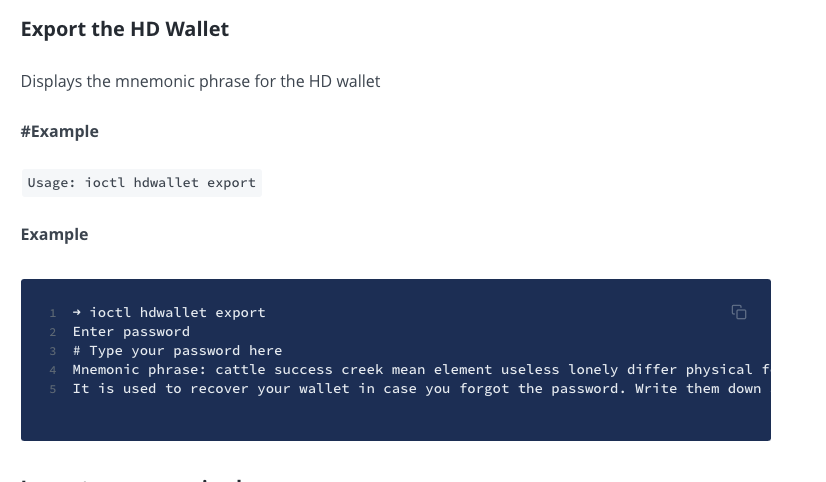 Export the HD Wallet
Displays the mnemonic phrase for the HD wallet
#Example
Usage: ioctl hdwallet export
Example
1 → ioctl hdwallet export
2 Enter password
3 # Type your password here
4 Mnemonic phrase: cattle success creek mean element useless lonely differ physical
5 It is used to recover your wallet in case you forgot the password. Write them down